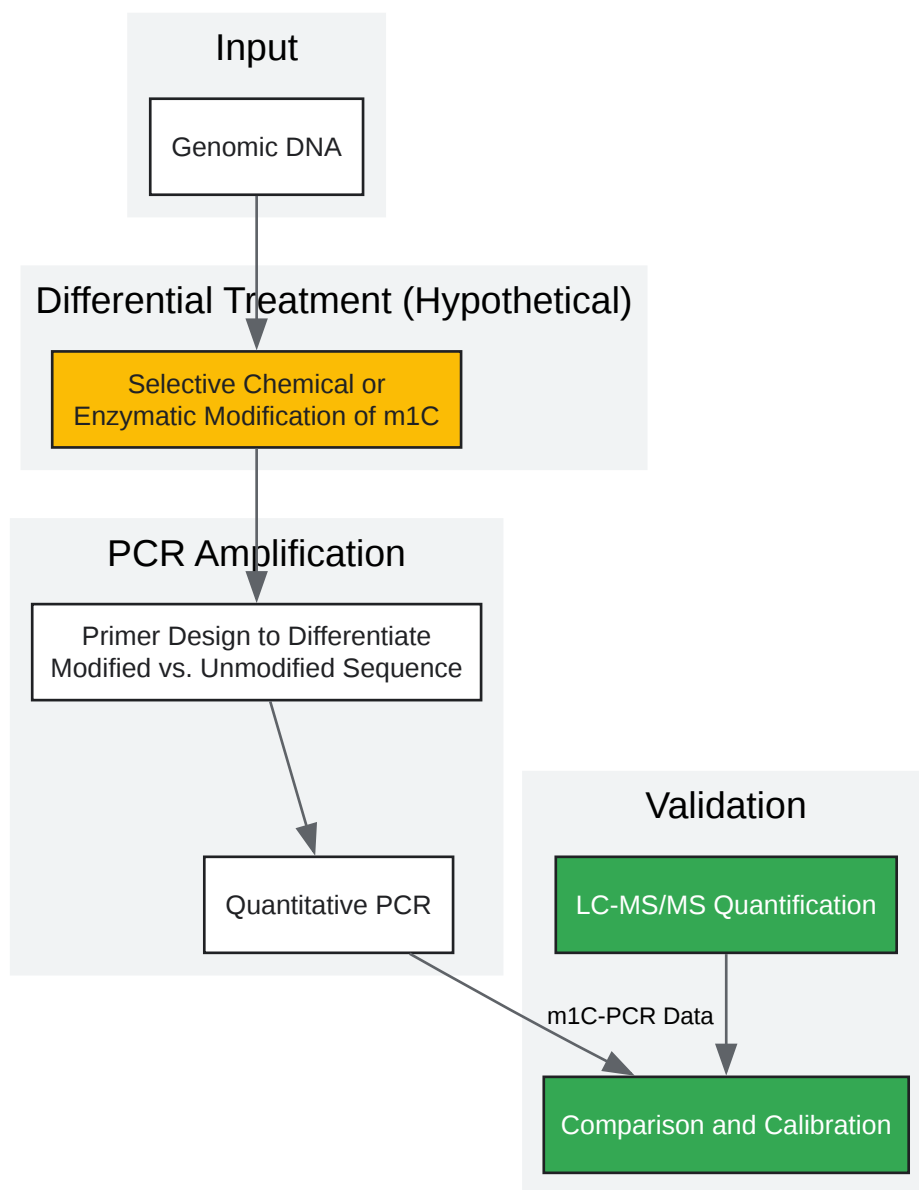 Input
Genomic DNA
Differential Treatment (Hypothetical)
Selective Chemical or
Enzymatic Modification of m1C
PCR Amplification
Primer Design to Differentiate
Modified vs. Unmodified Sequence
Quantitative PCR
Validation
LC-MS/MS Quantification
m1C-PCR Data
Comparison and Calibration